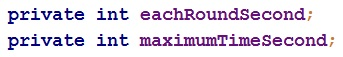 private int eachRoundSecond;
private int maximumTimeSecond;